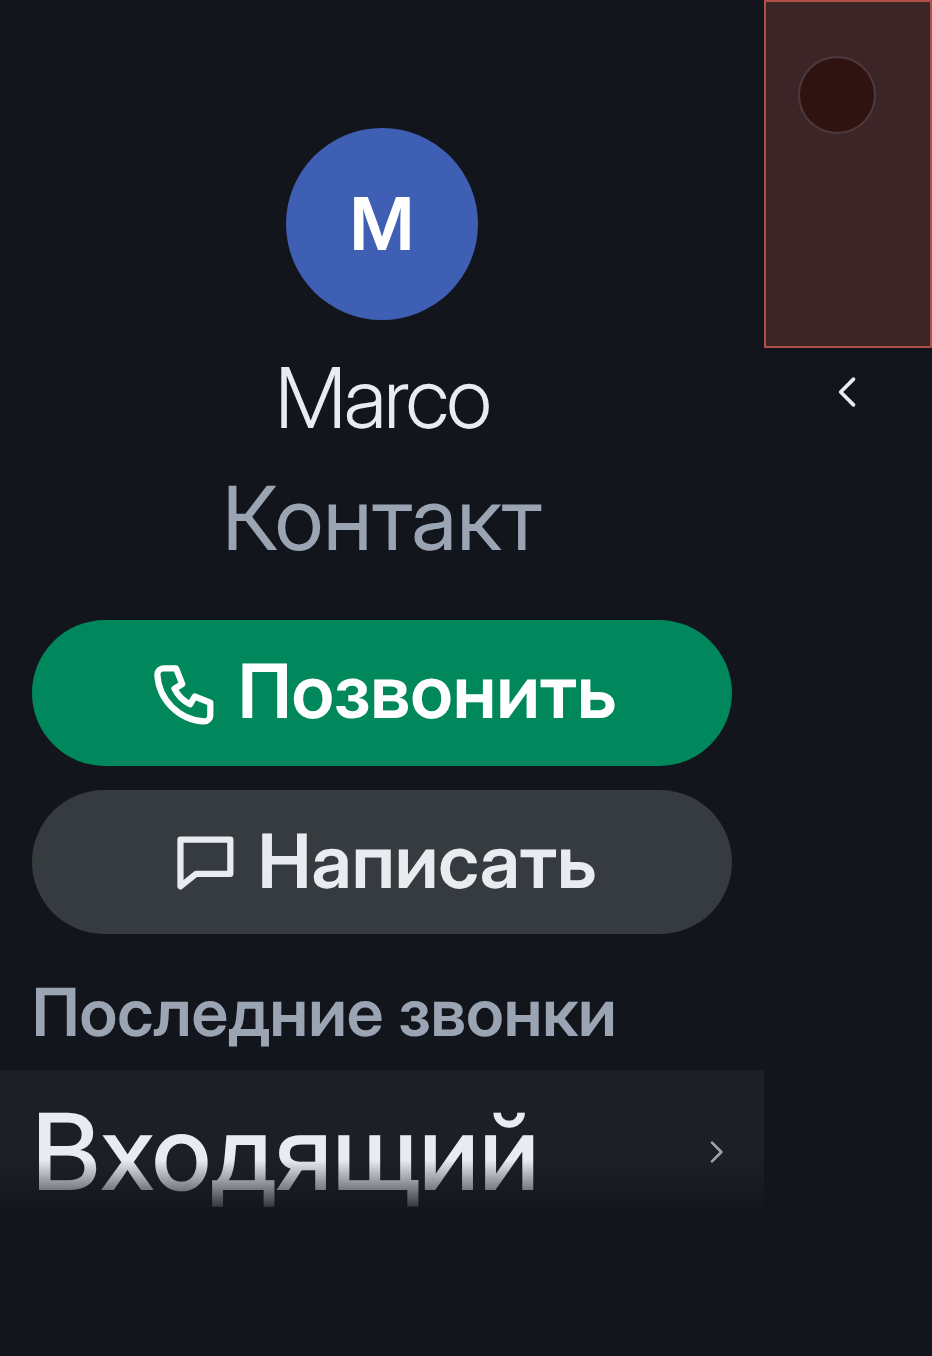 M
Marco
Контакт
Позвонить
Написать
Последние звонки
Входящий